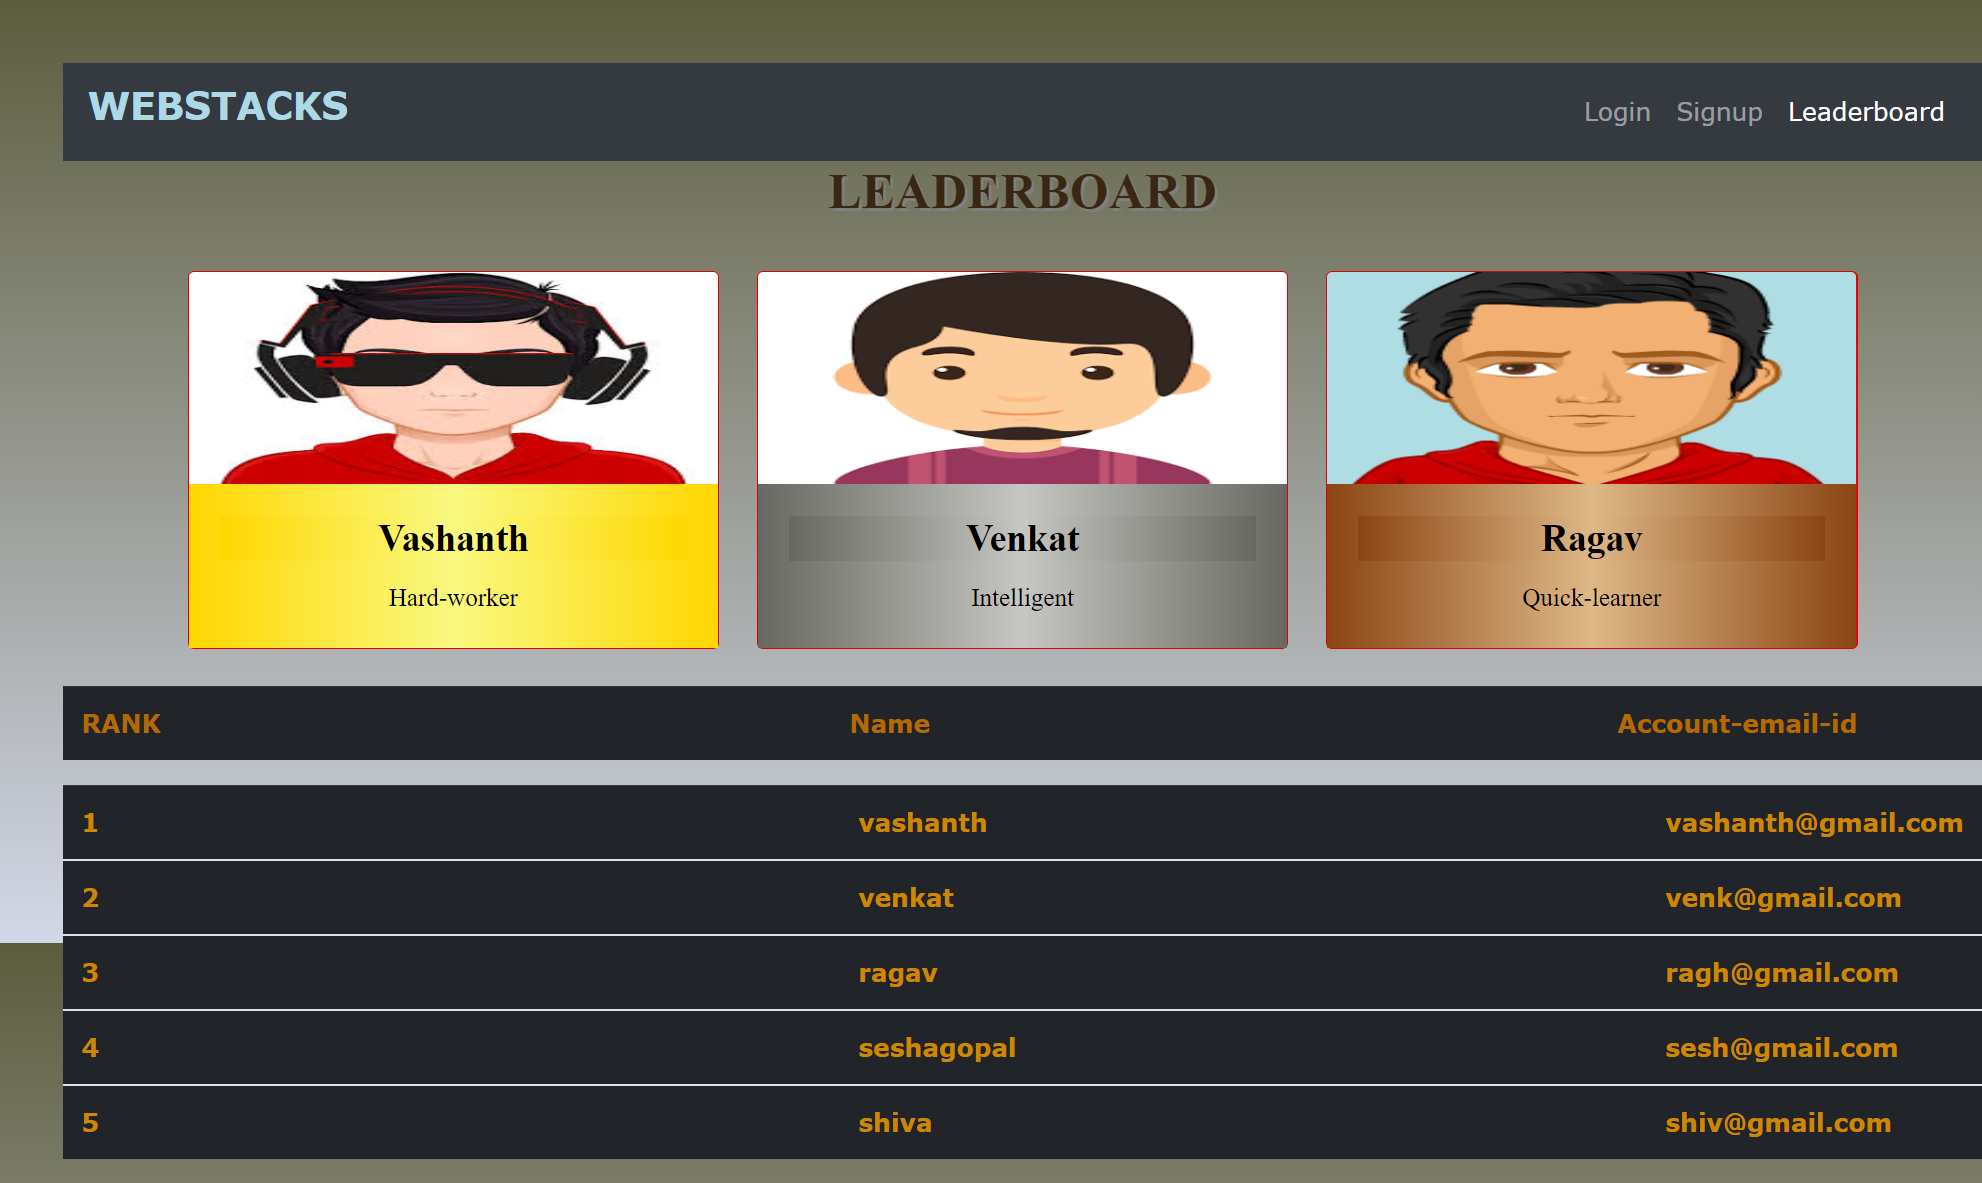 WEBSTACKS
Login Signup Leaderboard
LEADERBOARD
Vashanth
Hard-worker
Venkat
Intelligent
Ragav
Quick-learner
RANK Name Account-email-id
1 vashanth vashanth@gmail.com
2 venkat venk@gmail.com
3 ragav ragh@gmail.com
4 seshagopal sesh@gmail.com
5 shiva shiv@gmail.com